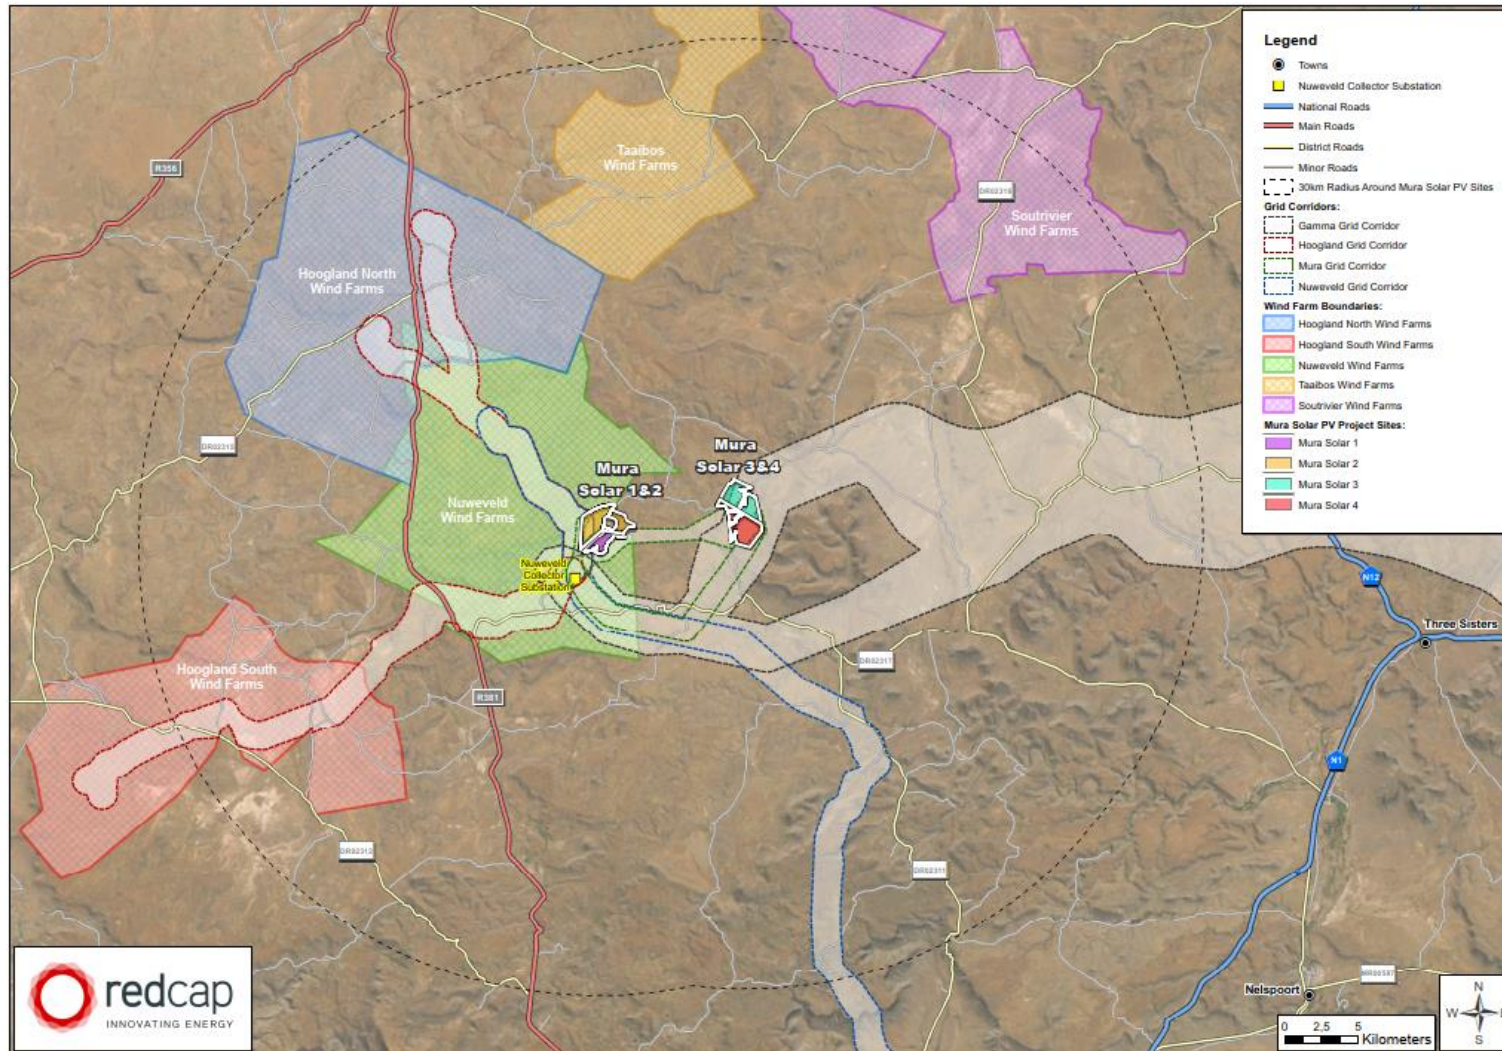 Legend
Towns
Nuweveld Collector Substation
National Roads
Main Roads
District Roads
Minor Roads
30km Radius Around Mura Solar PV Sites
Grid Corridors:
Gamma Grid Corridor
Hoogland Grid Corridor
Mura Grid Corridor
Nuweveld Grid Corridor
Wind Farm Boundaries:
Hoogland North Wind Farms
Hoogland South Wind Farms
Nuweveld Wind Farms
Taaibos Wind Farms
Soutrivier Wind Farms
Mura Solar PV Project Sites:
Mura Solar 1
Mura Solar 2
Mura Solar 3
Mura Solar 4
Taaibos
Wind Farms
R356
DR02318
Soutrivier
Wind Farms
Hoogland North
Wind Farms
Mura
Solar 3&4
Mura
Solar 1&2
Nuweveld
Wind Farms
Nuweveld
Collector
Substation
N12
Three Sisters
DR02317
Hoogland South
Wind Farms
R381
N1
DR02312
DR02311
Nelspoort
MR00587
redcap
INNOVATING ENERGY
N
W
E
S
0 2,5 5
Kilometers